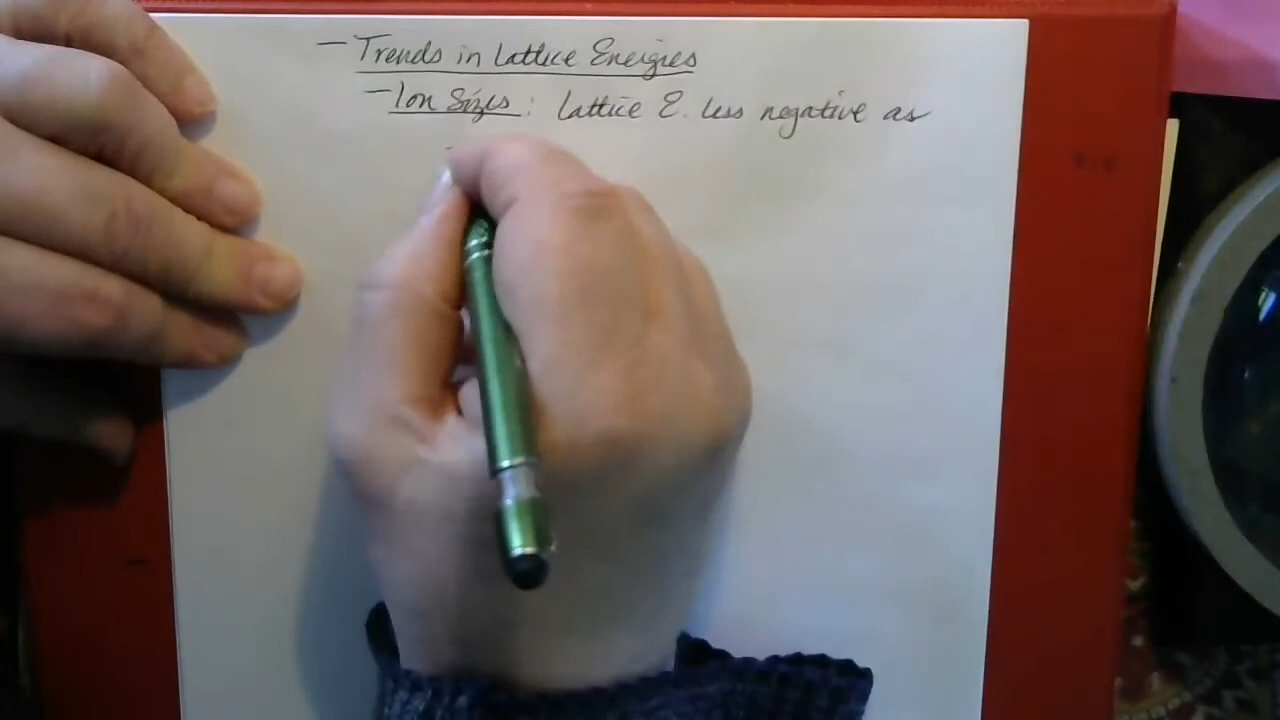 - Trends in Lattice Energies
- Ion Sizes: Lattice E. less negative as